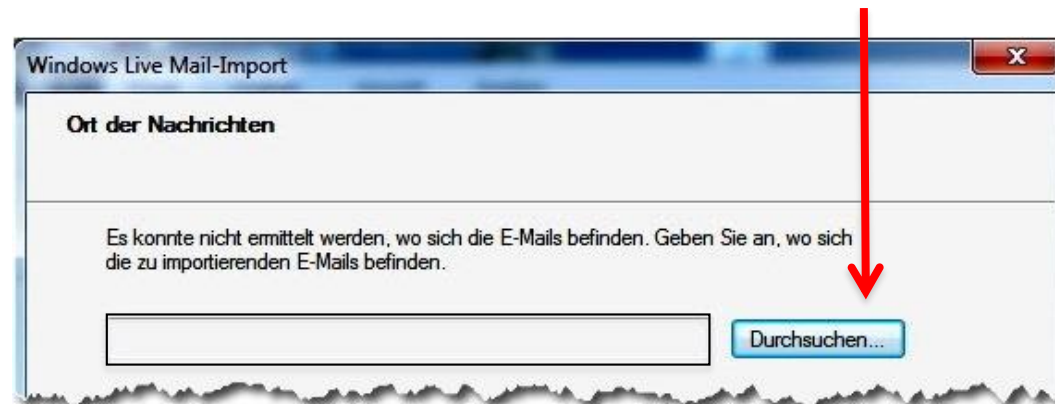 Windows Live Mail-Import
Ort der Nachrichten
Es konnte nicht ermittelt werden, wo sich die E-Mails befinden. Geben Sie an, wo sich
die zu importierenden E-Mails befinden.
Durchsuchen...